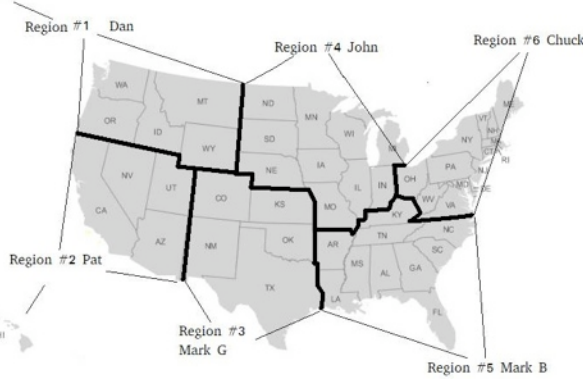 Region #1 Dan
Region #4 John
Region #6 Chuck
WA
MT
ND
MN
OR
ID
WY
SD
WI
MI
NY
VT
NH
ME
RI
NE
IA
IL
IN
OH
PA
NJ
MD
DE
NV
UT
CO
KS
MO
KY
WV
VA
CA
AZ
NM
OK
AR
TN
NC
SC
MS
AL
GA
TX
LA
FL
Region #2 Pat
Region #3
Mark G
Region #5 Mark B